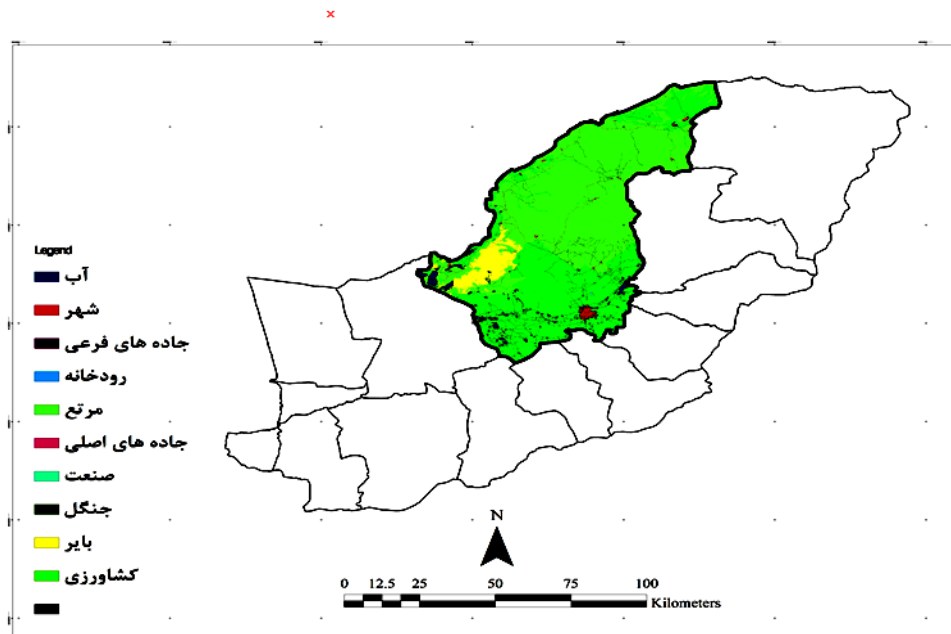 Legend
آب
شهر
جاده های فرعی
رودخانه
مرتع
جاده های اصلی
صنعت
جنگل
بایر
کشاورزی
N
0 12.5 25 50 75 100
Kilometers